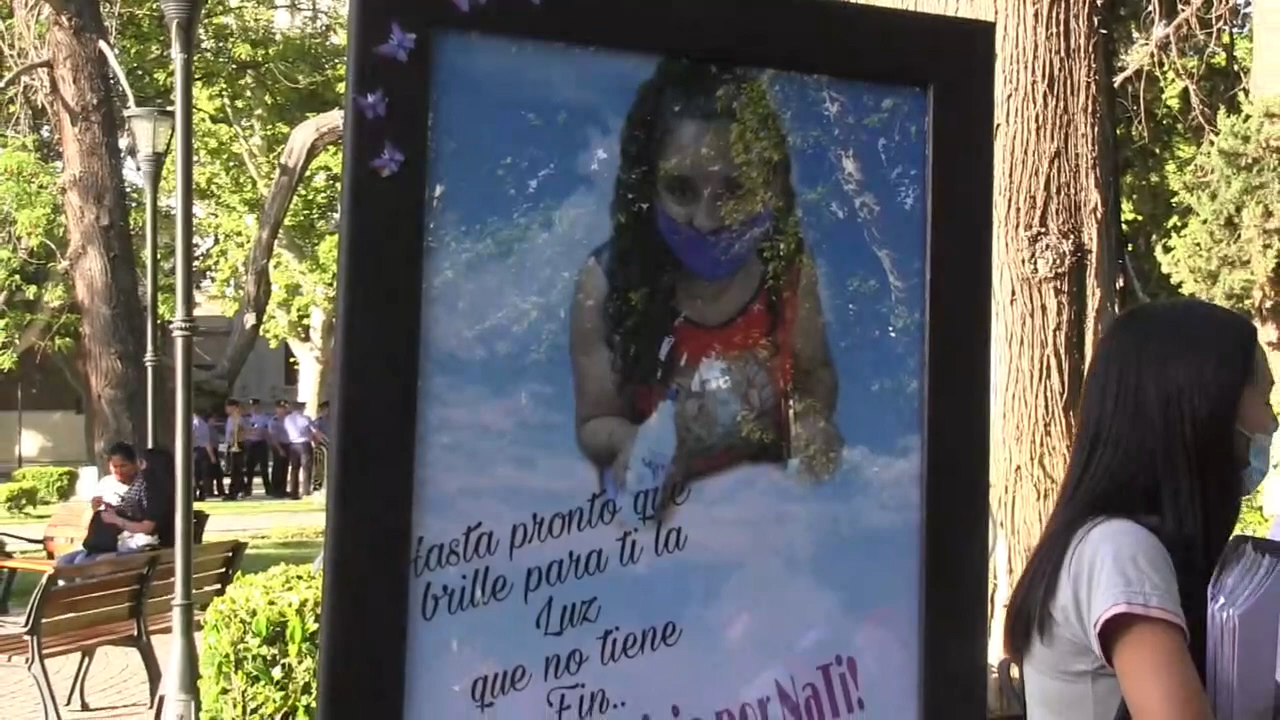 Hasta pronto que
brille para ti la
Luz
que no tiene
Fin..
por NaTi!